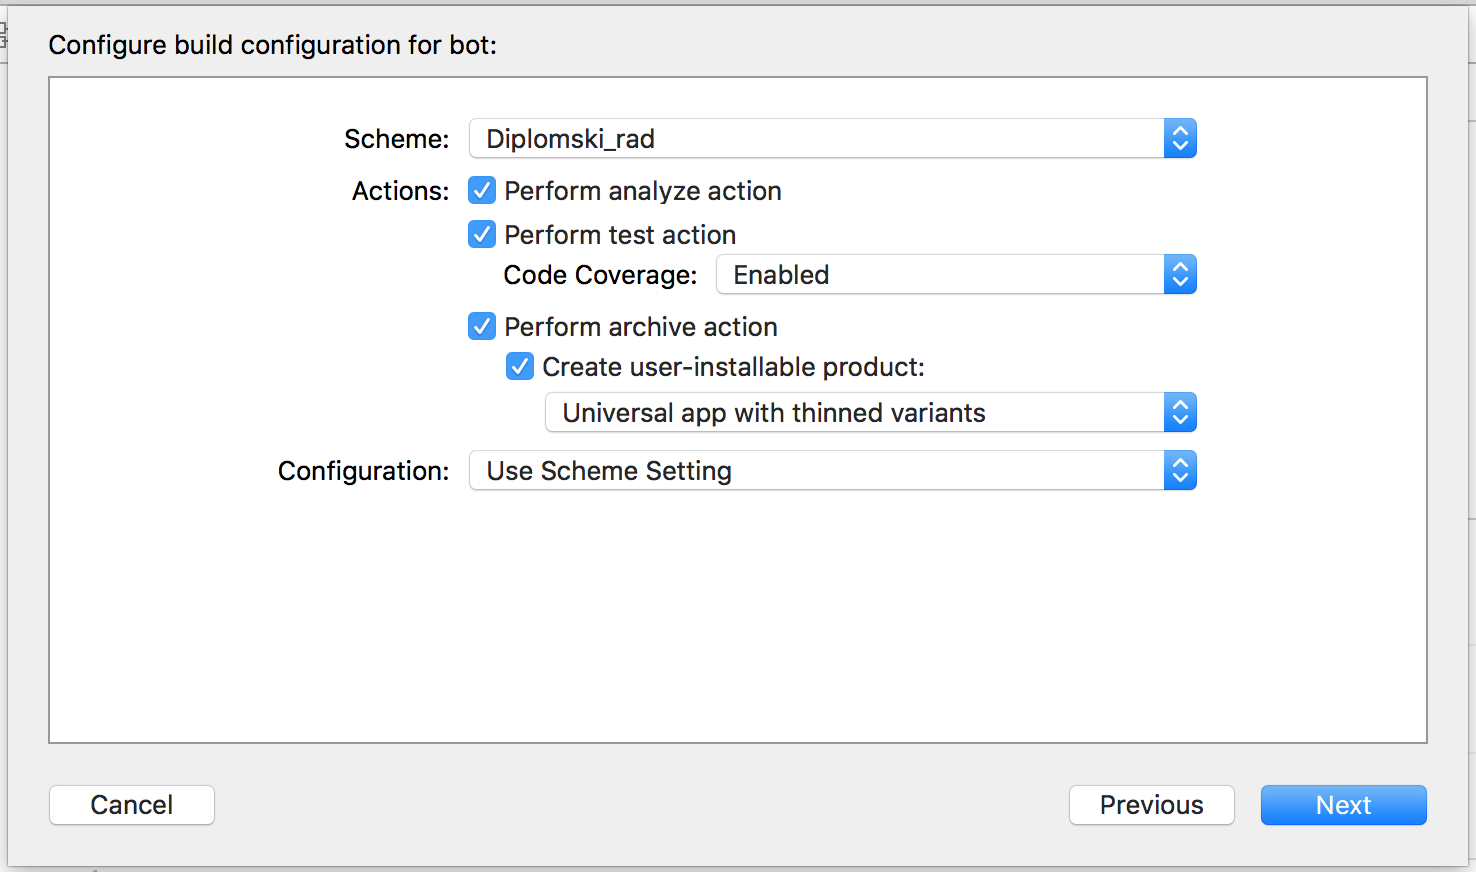 Configure build configuration for bot:
Scheme: Diplomski_rad
Actions: Perform analyze action
Perform test action
Code Coverage: Enabled
Perform archive action
Create user-installable product:
Universal app with thinned variants
Configuration: Use Scheme Setting
Cancel Previous Next